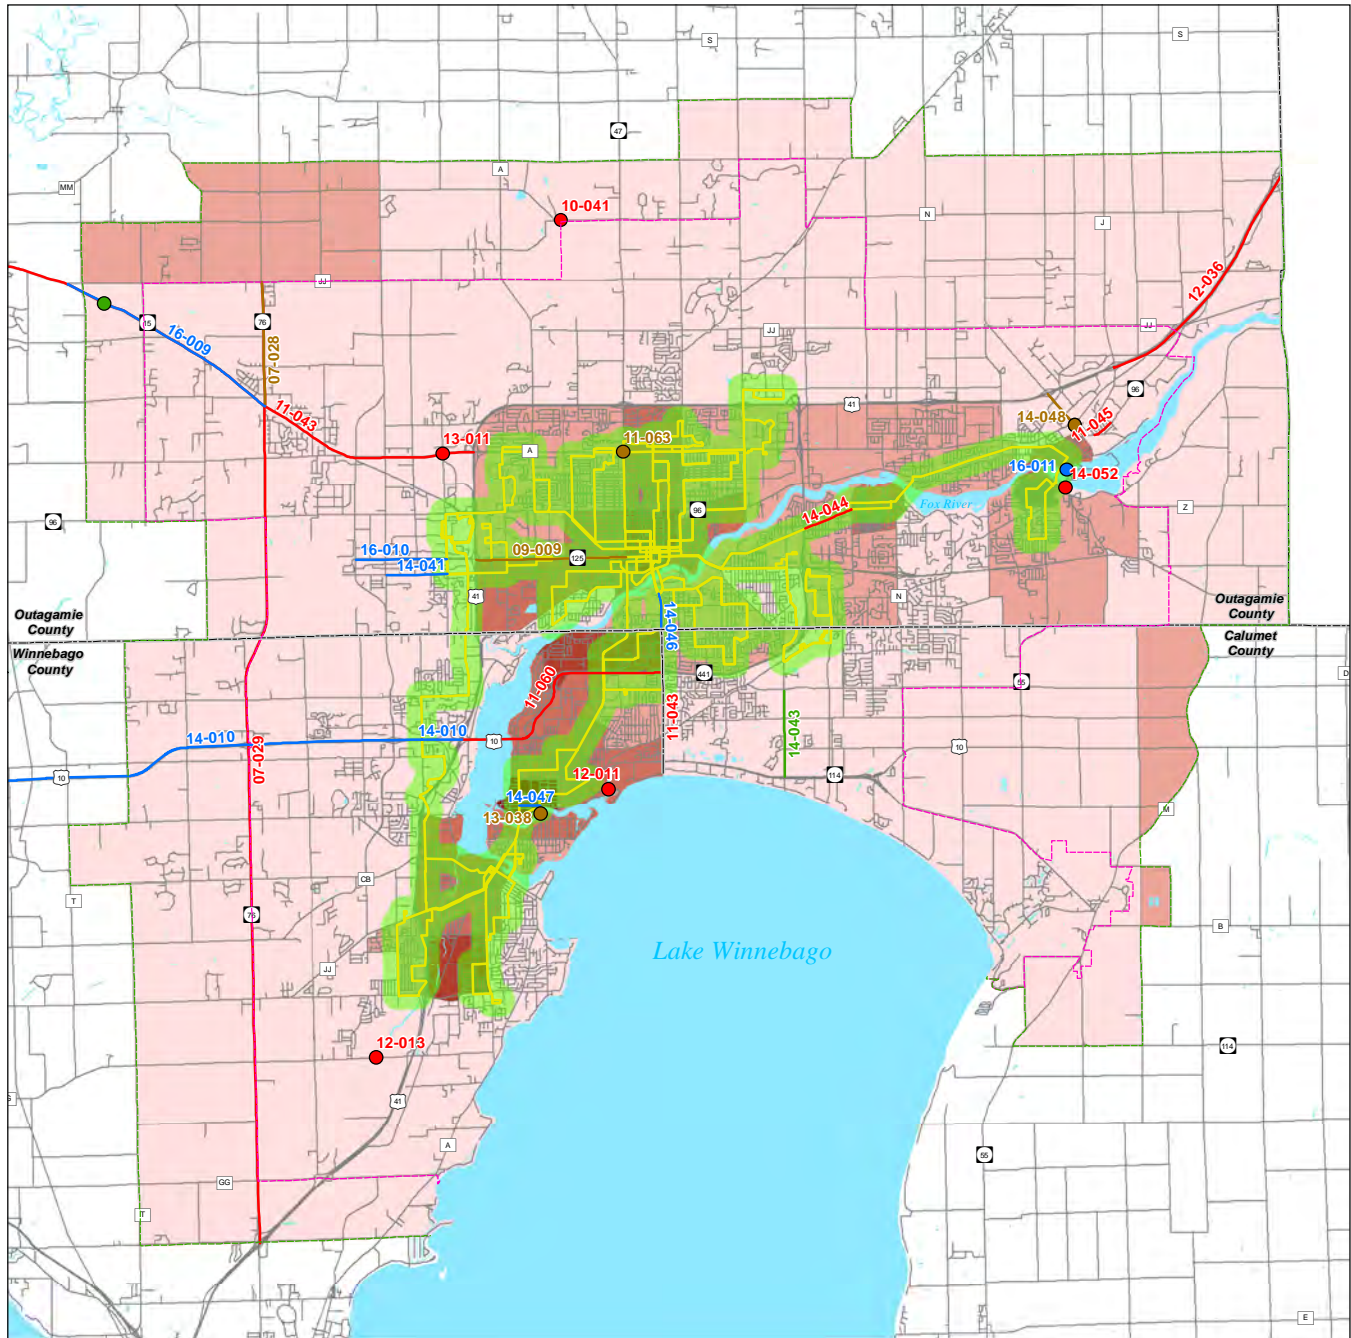 S
S
47
A
MM
10-041
N
J
12-036
JJ
15
76
16-009
07-028
JJ
JJ
96
41
11-043
13-011
A
11-063
14-048
11-045
16-011
14-052
96
96
14-044
Fox River
Z
16-010
14-041
09-009
125
41
N
14-046
Outagamie
County
Winnebago
County
Outagamie
County
Calumet
County
D
441
55
11-060
11-043
14-043
14-010
14-010
10
10
10
07-029
114
12-011
14-047
13-038
M
CB
T
76
B
JJ
Lake Winnebago
12-013
114
41
G
A
55
GG
T
E